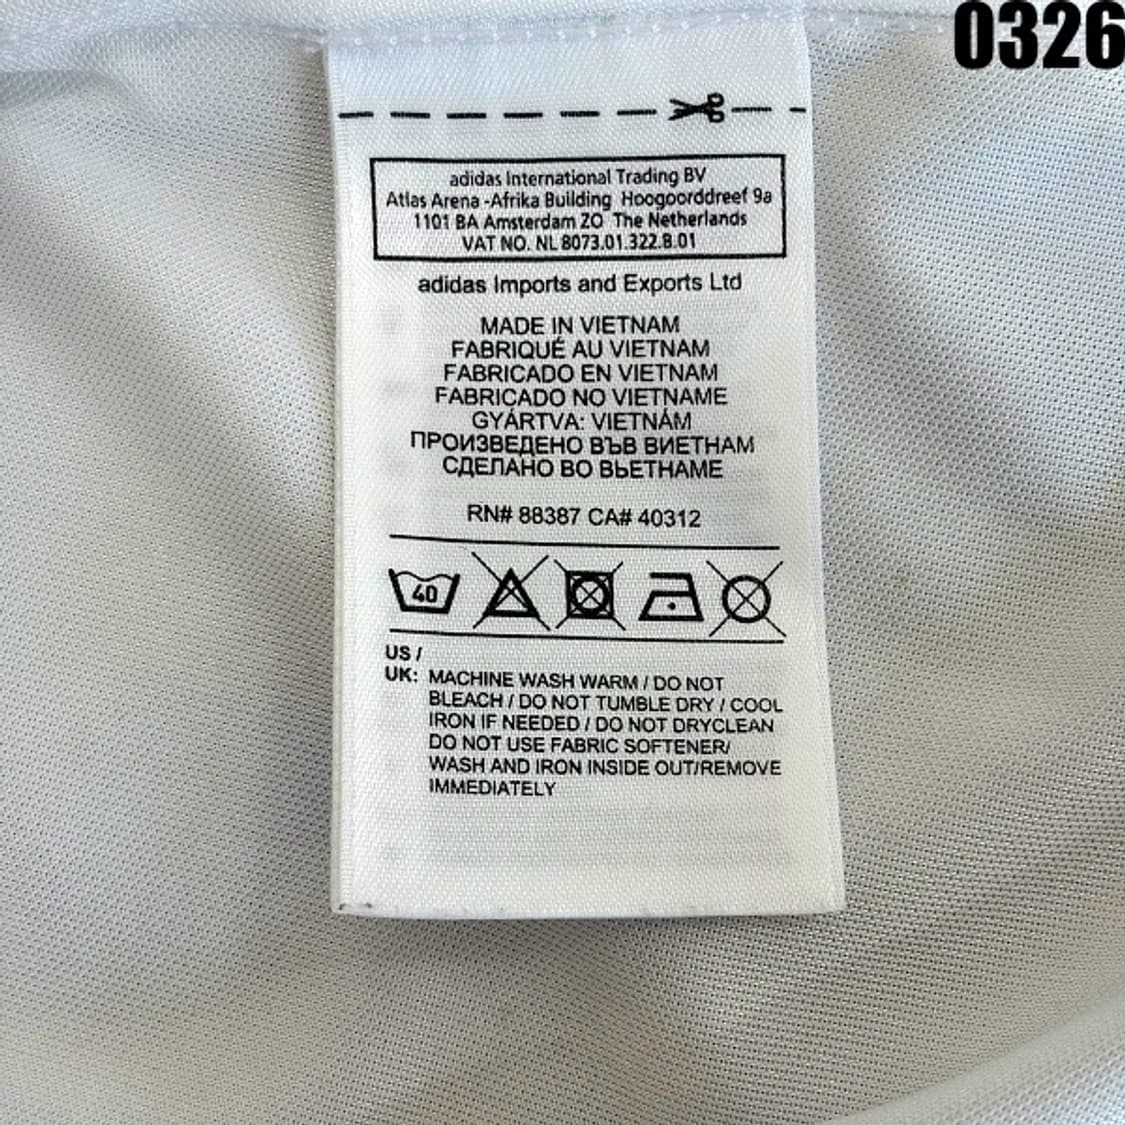 0326
adidas International Trading BV
Atlas Arena -Afrika Building Hoogoorddreef 9a
1101 BA Amsterdam ZO The Netherlands
VAT NO. NL 8073.01.322.B.01
adidas Imports and Exports Ltd
MADE IN VIETNAM
FABRIQUÉ AU VIETNAM
FABRICADO EN VIETNAM
FABRICADO NO VIETNAME
GYÁRTVA: VIETNÁM
ПРОИЗВЕДЕНО ВЪВ ВИЕТНАМ
СДЕЛАНО ВО ВЬЕТНАМЕ
RN# 88387 CA# 40312
40
US /
UK: MACHINE WASH WARM / DO NOT
BLEACH / DO NOT TUMBLE DRY / COOL
IRON IF NEEDED / DO NOT DRYCLEAN
DO NOT USE FABRIC SOFTENER/
WASH AND IRON INSIDE OUT/REMOVE
IMMEDIATELY